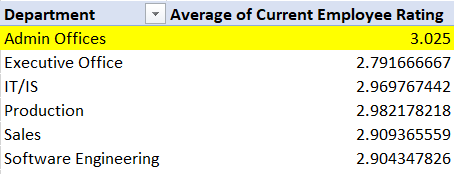 Department Average of Current Employee Rating
Admin Offices 3.025
Executive Office 2.791666667
IT/IS 2.969767442
Production 2.982178218
Sales 2.909365559
Software Engineering 2.904347826